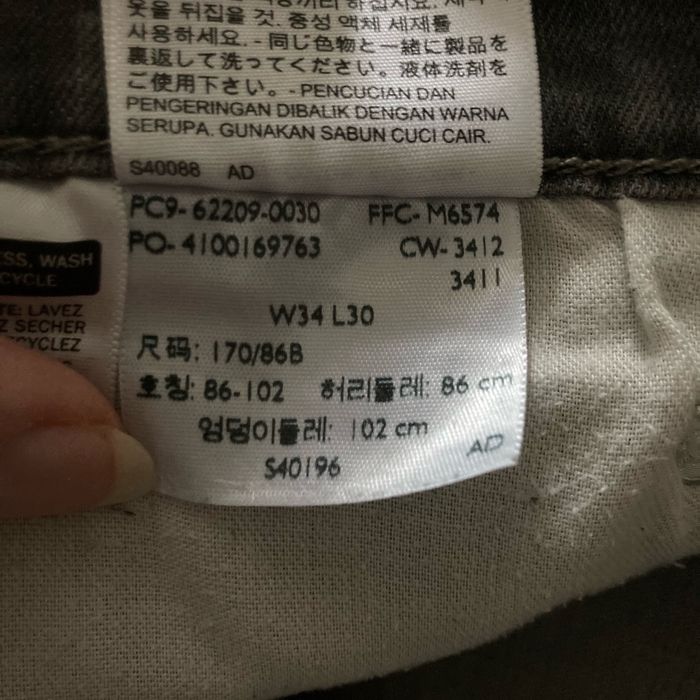 옷을 뒤집을 것. 중성 액체 세제를
사용하세요. - 同じ色物と一緒に製品を
裏返して洗ってください。液体洗剤を
ご使用下さい。- PENCUCIAN DAN
PENGERINGAN DIBALIK DENGAN WARNA
SERUPA. GUNAKAN SABUN CUCI CAIR.
S40088 AD
PC9- 62209-0030 FFC- M6574
PO- 4100169763 CW- 3412
3411
W34 L30
尺码: 170/86B
호칭: 86-102 허리둘레: 86 cm
엉덩이둘레: 102 cm
S40196 AD
SS, WASH
CYCLE
TE: LAVEZ
Z SECHER
CYCLEZ